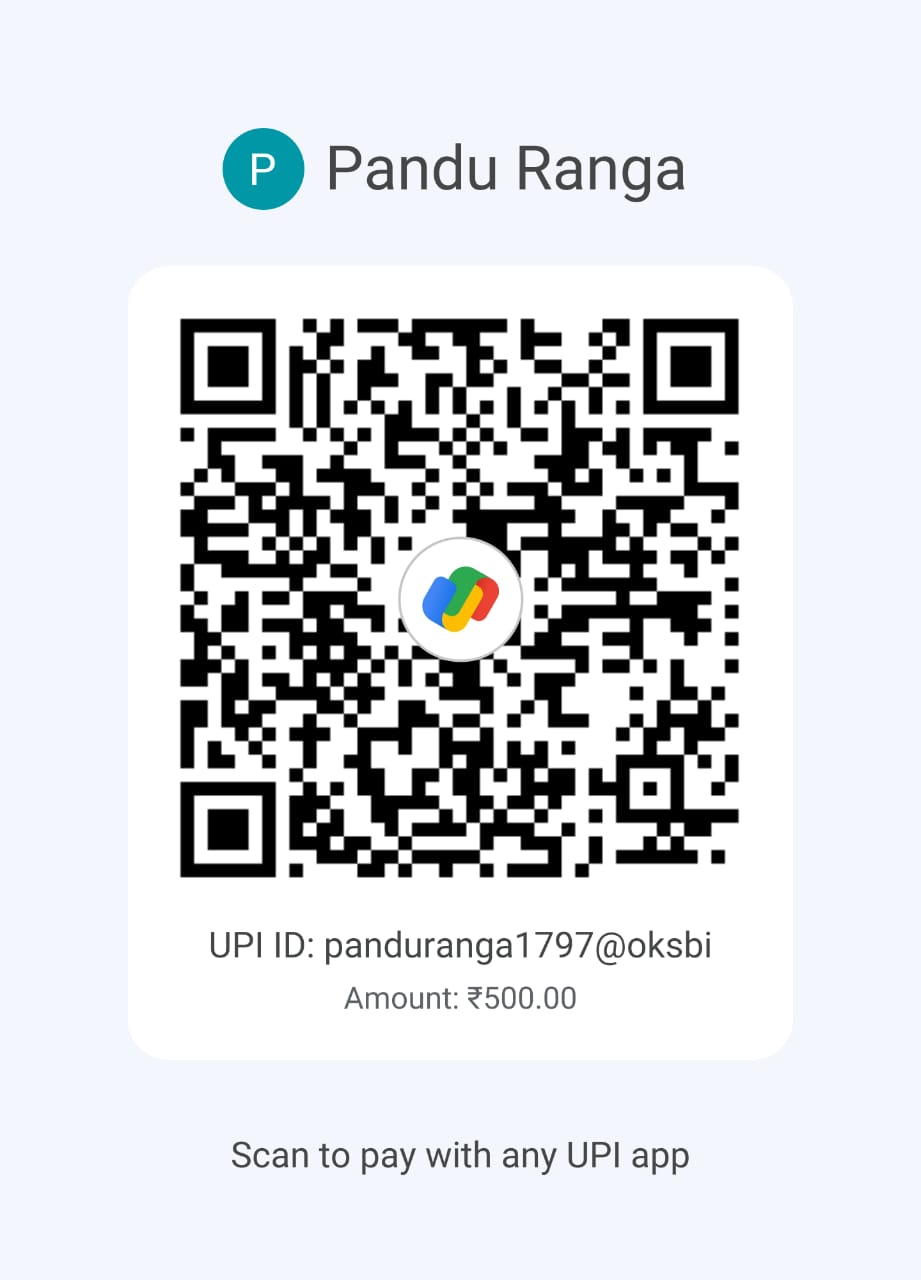 P Pandu Ranga
UPI ID: panduranga1797@oksbi
Amount: ₹500.00
Scan to pay with any UPI app